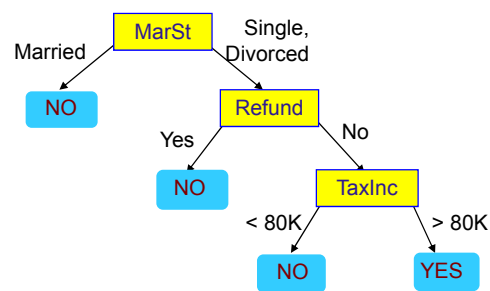 MarSt
Single,
Married
Divorced
NO
Refund
Yes
No
NO
TaxInc
< 80K
> 80K
NO
YES